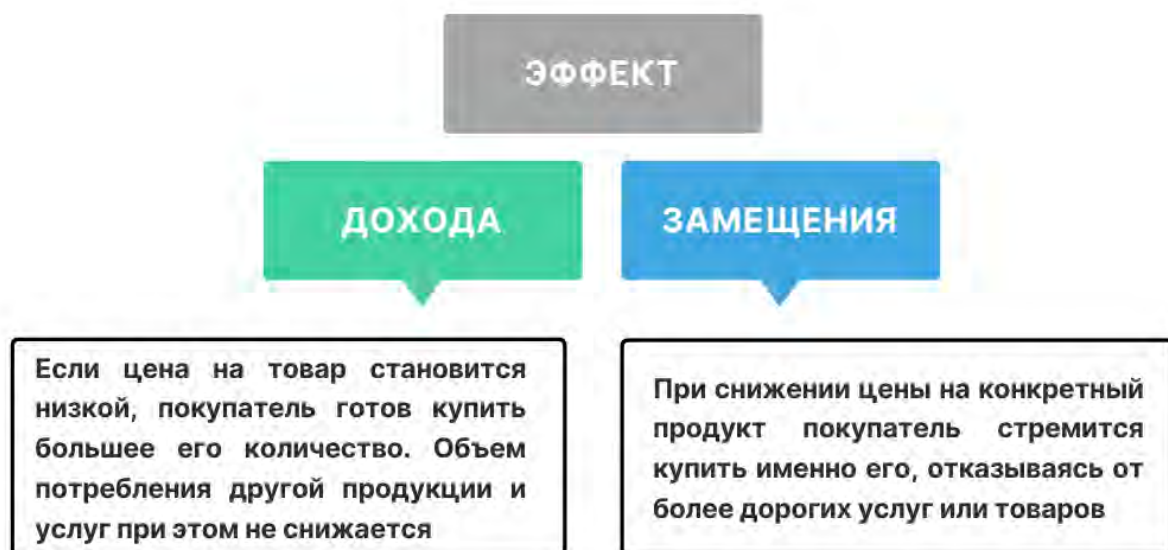 ЭФФЕКТ
ДОХОДА
ЗАМЕЩЕНИЯ
Если цена на товар становится
низкой, покупатель готов купить
большее его количество. Объем
потребления другой продукции и
услуг при этом не снижается
При снижении цены на конкретный
продукт покупатель стремится
купить именно его, отказываясь от
более дорогих услуг или товаров